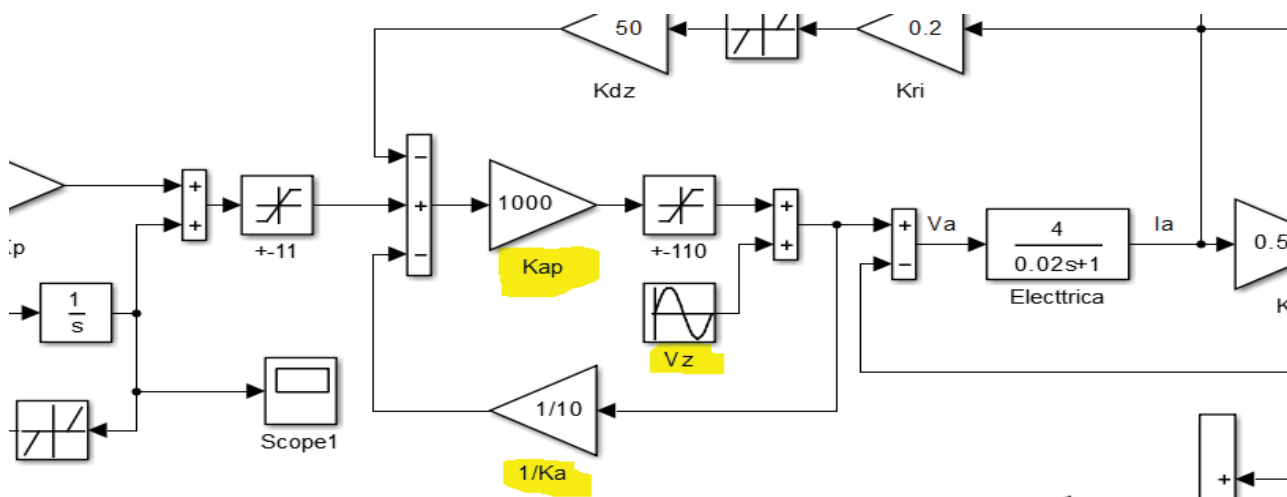 50
0.2
Kdz
Kri
−
+
−
+
+
1000
+
+
+
−
Va
4
0.02s+1
Ia
0.5
+-11
Kap
+-110
Electtrica
1
s
Vz
1/10
Scope1
1/Ka
+